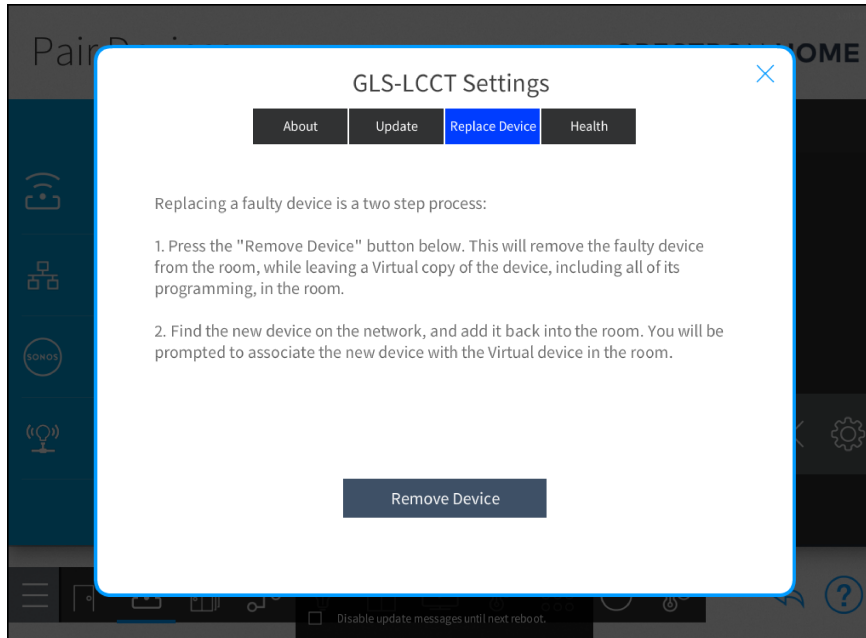 Pair
OME
GLS-LCCT Settings
About
Update
Replace Device
Health
Replacing a faulty device is a two step process:
1. Press the "Remove Device" button below. This will remove the faulty device
from the room, while leaving a Virtual copy of the device, including all of its
programming, in the room.
2. Find the new device on the network, and add it back into the room. You will be
prompted to associate the new device with the Virtual device in the room.
SONOS
Remove Device
?
Disable update messages until next reboot.